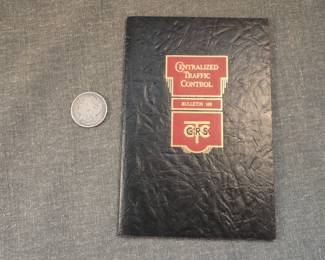 CENTRALIZED
TRAFFIC
CONTROL
BULLETIN
GRS